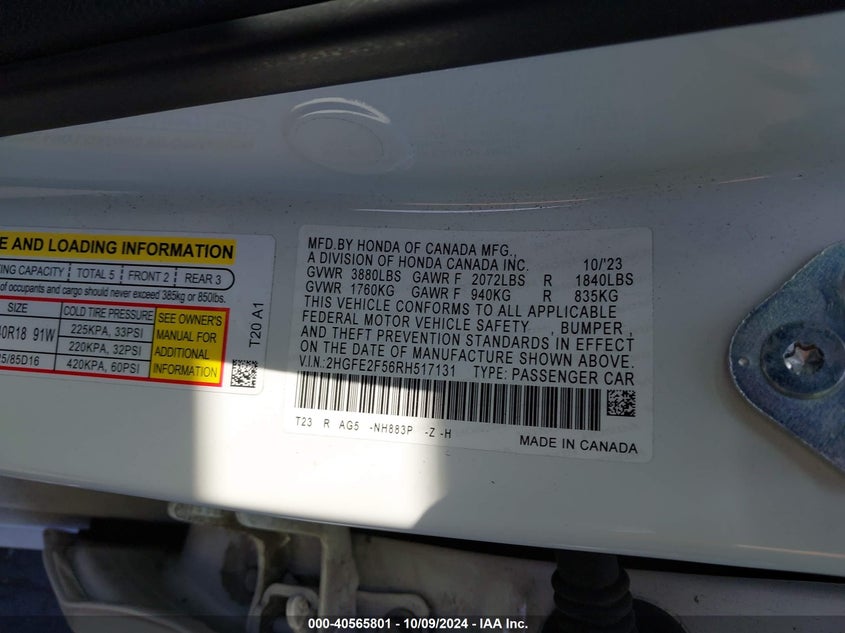 E AND LOADING INFORMATION
ING CAPACITY TOTAL 5 FRONT 2 REAR 3
of occupants and cargo should never exceed 385kg or 850lbs.
SIZE COLD TIRE PRESSURE
40R18 91W 225KPA, 33PSI
220KPA, 32PSI
5/85D16 420KPA, 60PSI
SEE OWNER'S
MANUAL FOR
ADDITIONAL
INFORMATION
T20 A1
MFD.BY HONDA OF CANADA MFG.,
A DIVISION OF HONDA CANADA INC. 10/'23
GVWR 3880LBS GAWR F 2072LBS R 1840LBS
GVWR 1760KG GAWR F 940KG R 835KG
THIS VEHICLE CONFORMS TO ALL APPLICABLE
FEDERAL MOTOR VEHICLE SAFETY , BUMPER ,
AND THEFT PREVENTION STANDARDS IN EFFECT
ON THE DATE OF MANUFACTURE SHOWN ABOVE.
V.I.N.:2HGFE2F56RH517131 TYPE: PASSENGER CAR
T23 R AG5 -NH883P -Z -H
MADE IN CANADA
000-40565801 - 10/09/2024 - IAA Inc.